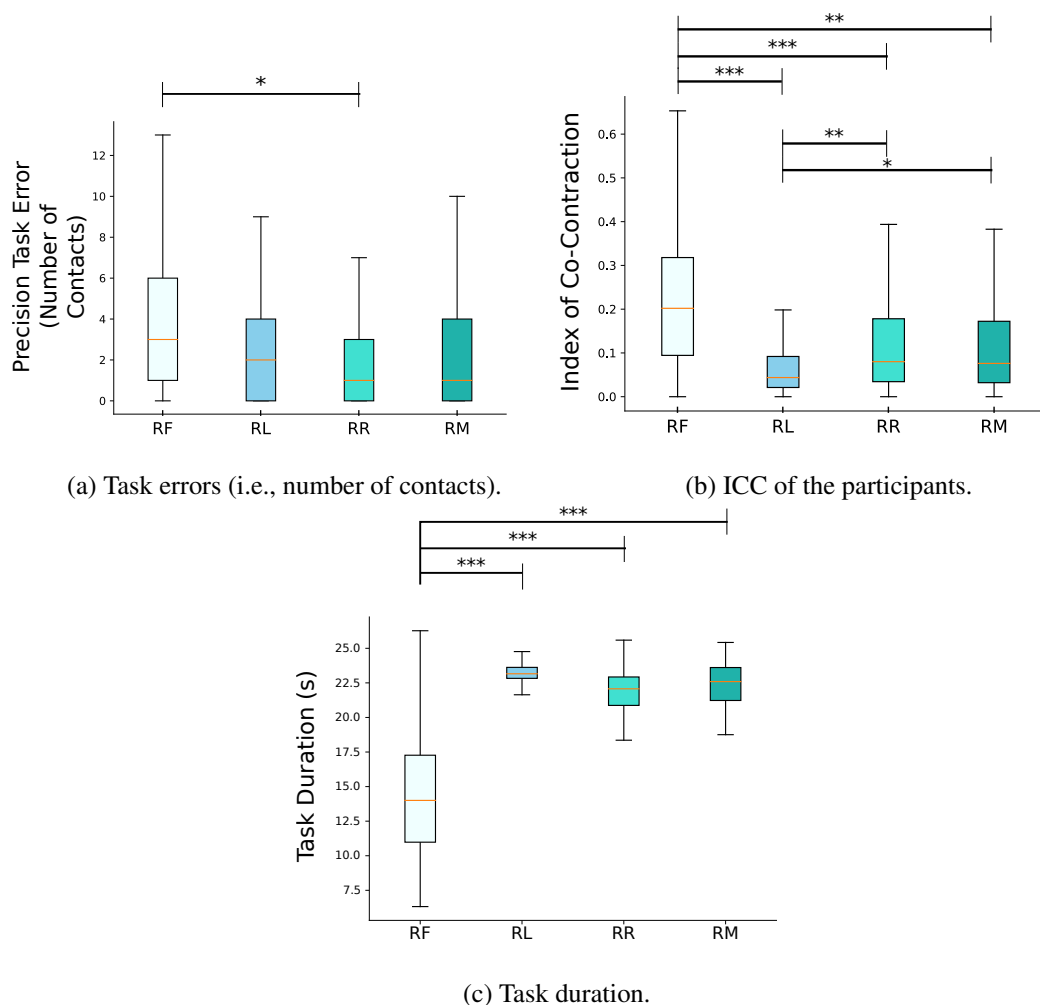 *
Precision Task Error
(Number of
Contacts)
12
10
8
6
4
2
0
RF RL RR RM
(a) Task errors (i.e., number of contacts).
**
***
***
**
*
Index of Co-Contraction
0.6
0.5
0.4
0.3
0.2
0.1
0.0
RF RL RR RM
(b) ICC of the participants.
***
***
***
Task Duration (s)
25.0
22.5
20.0
17.5
15.0
12.5
10.0
7.5
RF RL RR RM
(c) Task duration.